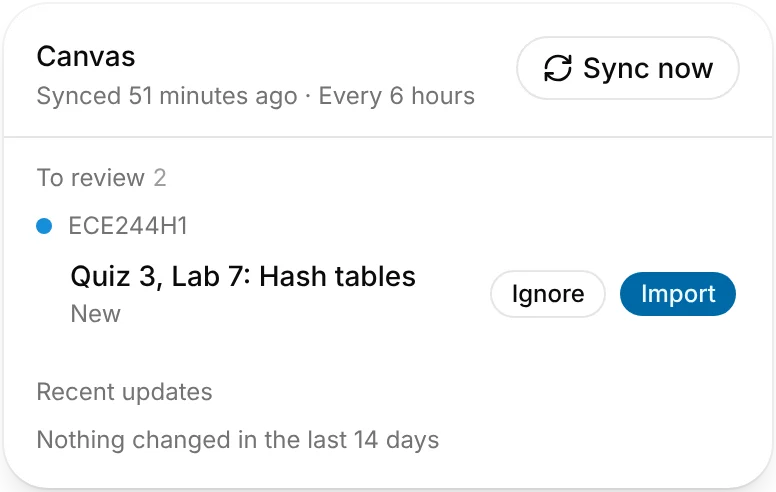 Canvas
Sync now
Synced 51 minutes ago · Every 6 hours
To review 2
ECE244H1
Quiz 3, Lab 7: Hash tables
Ignore
Import
New
Recent updates
Nothing changed in the last 14 days